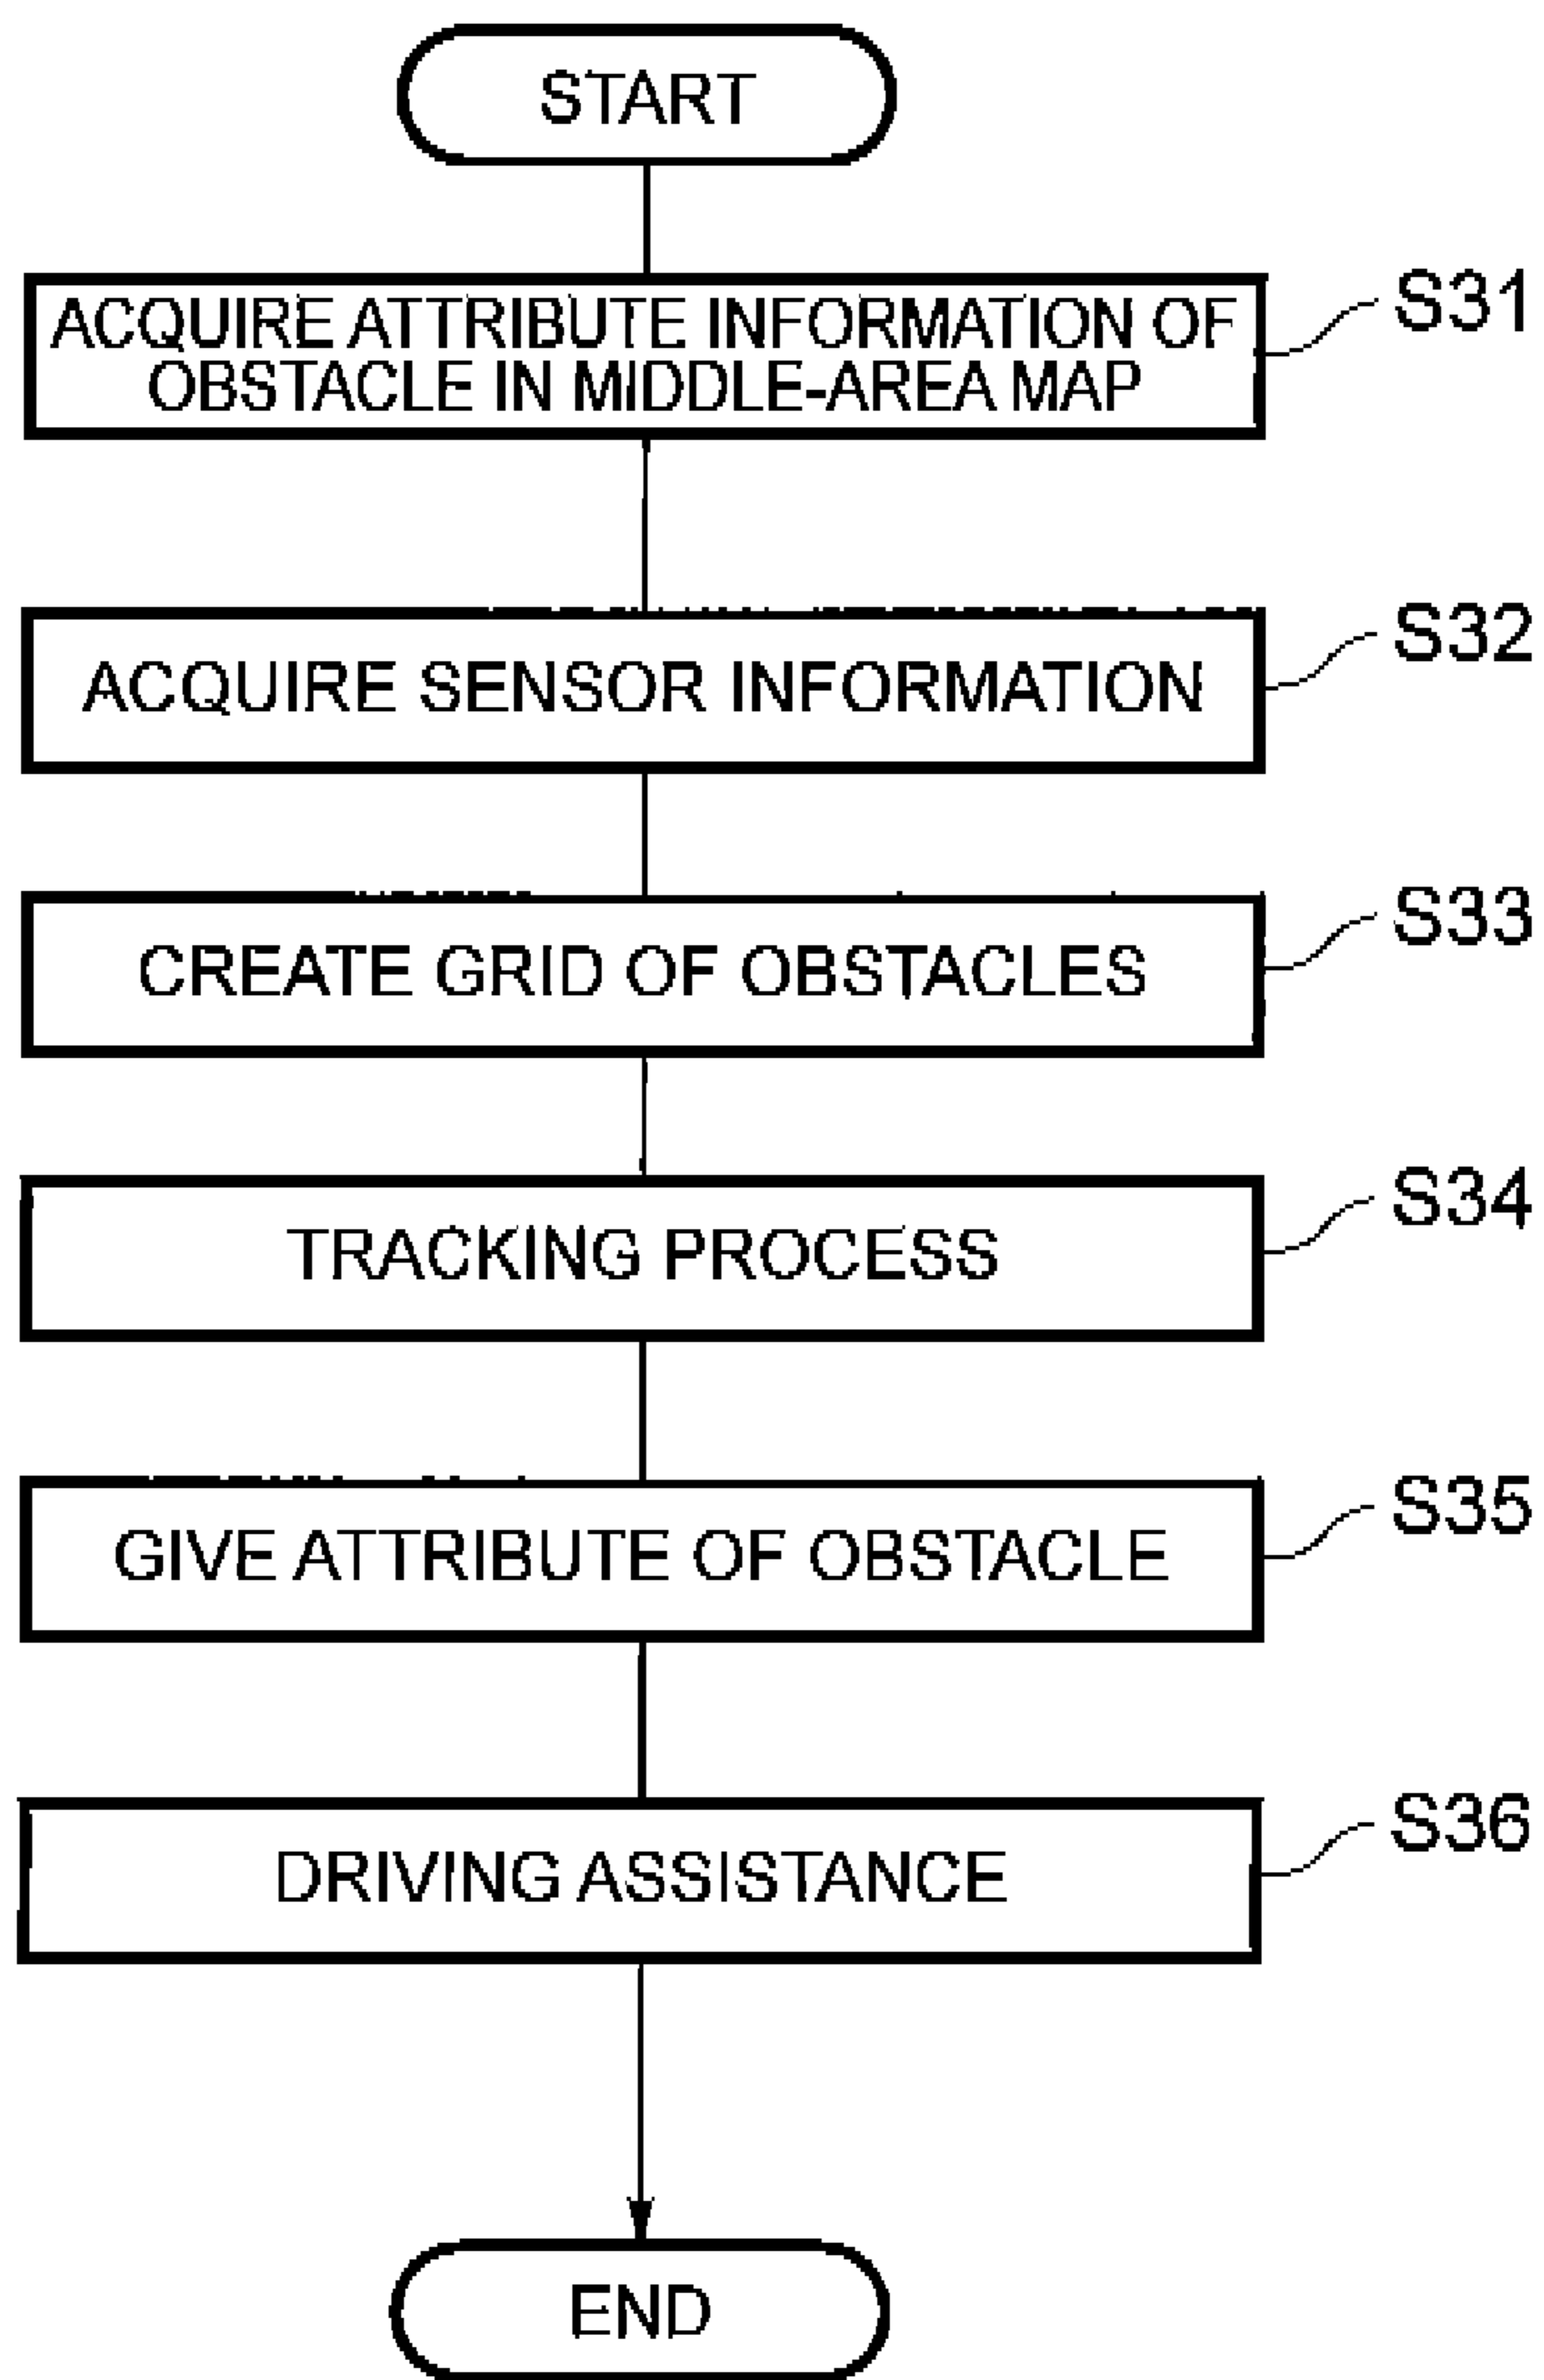 START
ACQUIRE ATTRIBUTE INFORMATION OF
OBSTACLE IN MIDDLE-AREA MAP
S31
ACQUIRE SENSOR INFORMATION
S32
CREATE GRID OF OBSTACLES
S33
TRACKING PROCESS
S34
GIVE ATTRIBUTE OF OBSTACLE
S35
DRIVING ASSISTANCE
S36
END